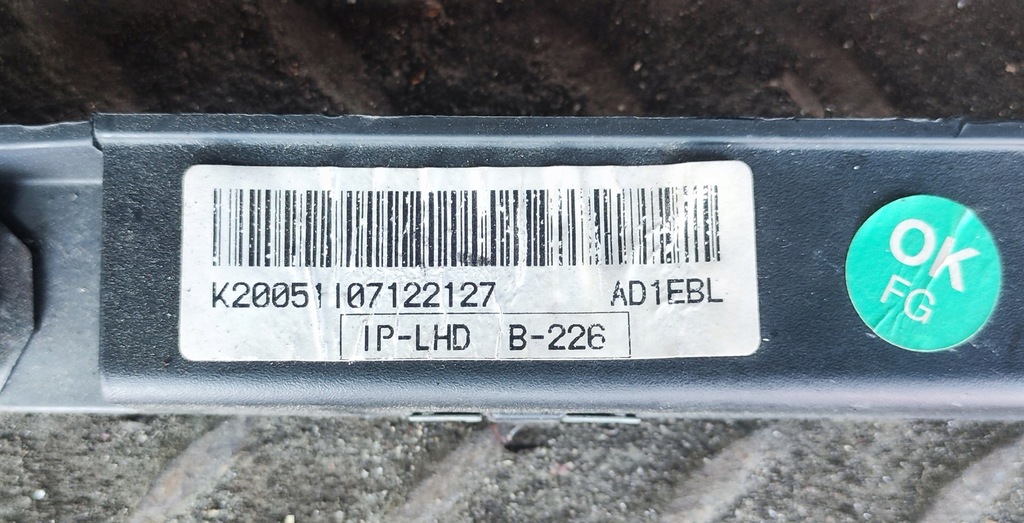 K20051I07122127 AD1EBL
IP-LHD B-226
OK
FG